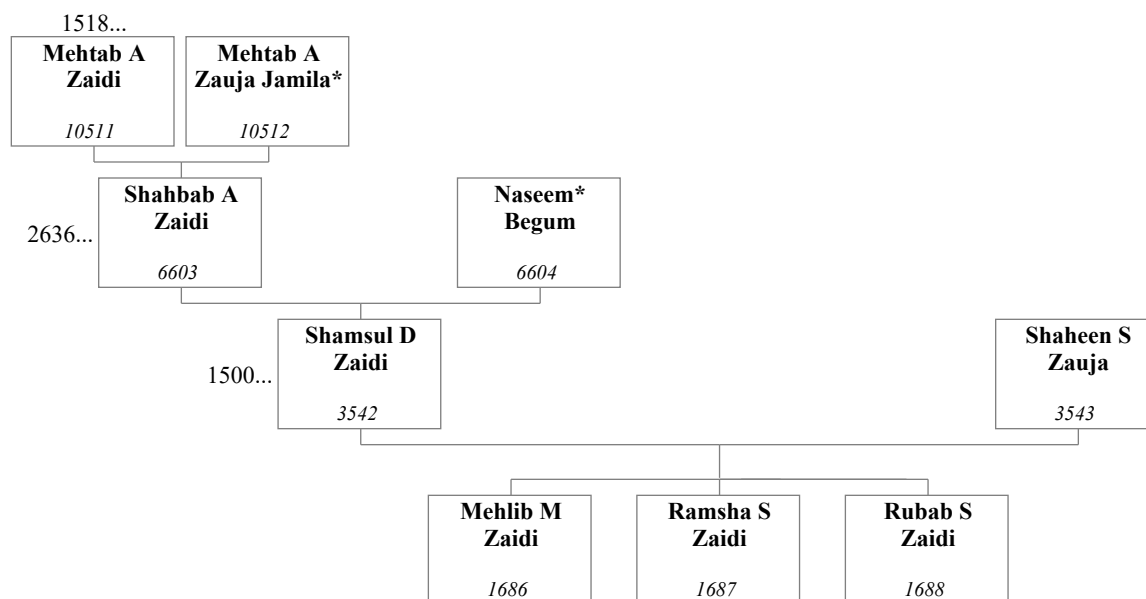 1518...
Mehtab A
Zaidi
10511
Mehtab A
Zauja Jamila*
10512
2636...
Shahbab A
Zaidi
6603
Naseem*
Begum
6604
1500...
Shamsul D
Zaidi
3542
Shaheen S
Zauja
3543
Mehlib M
Zaidi
1686
Ramsha S
Zaidi
1687
Rubab S
Zaidi
1688